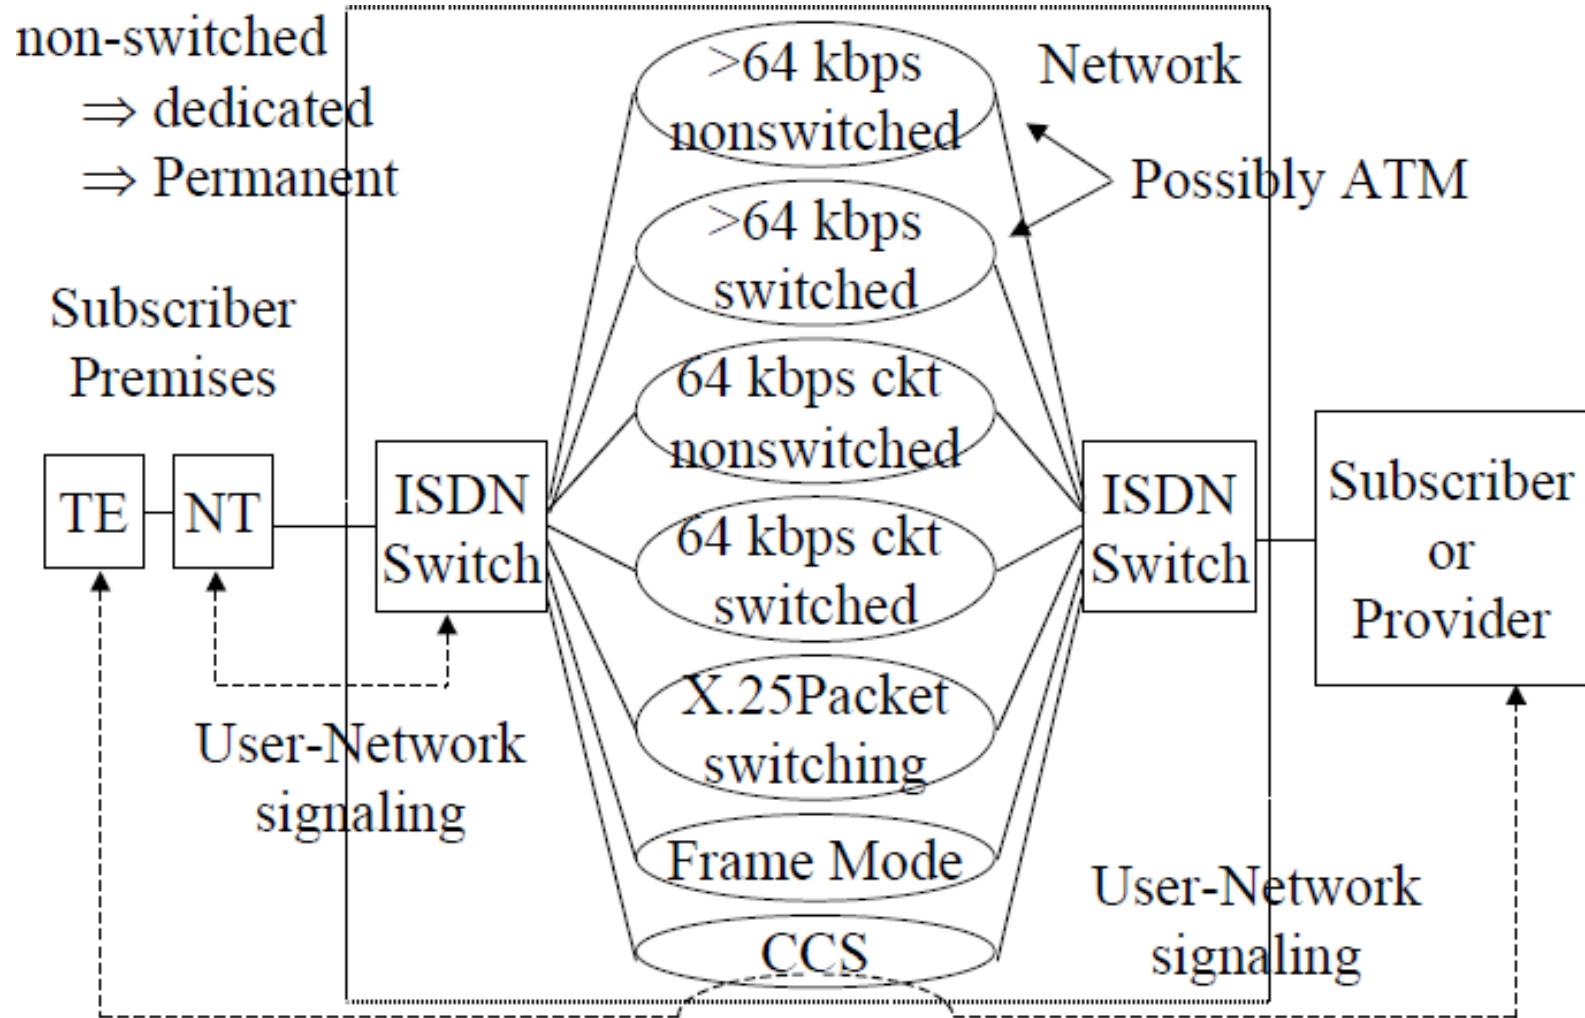 non-switched
⇒ dedicated
⇒ Permanent
>64 kbps
nonswitched
Network
Possibly ATM
>64 kbps
switched
Subscriber
Premises
64 kbps ckt
nonswitched
TE
NT
ISDN
Switch
64 kbps ckt
switched
ISDN
Switch
Subscriber
or
Provider
X.25Packet
switching
User-Network
signaling
Frame Mode
User-Network
signaling
CCS